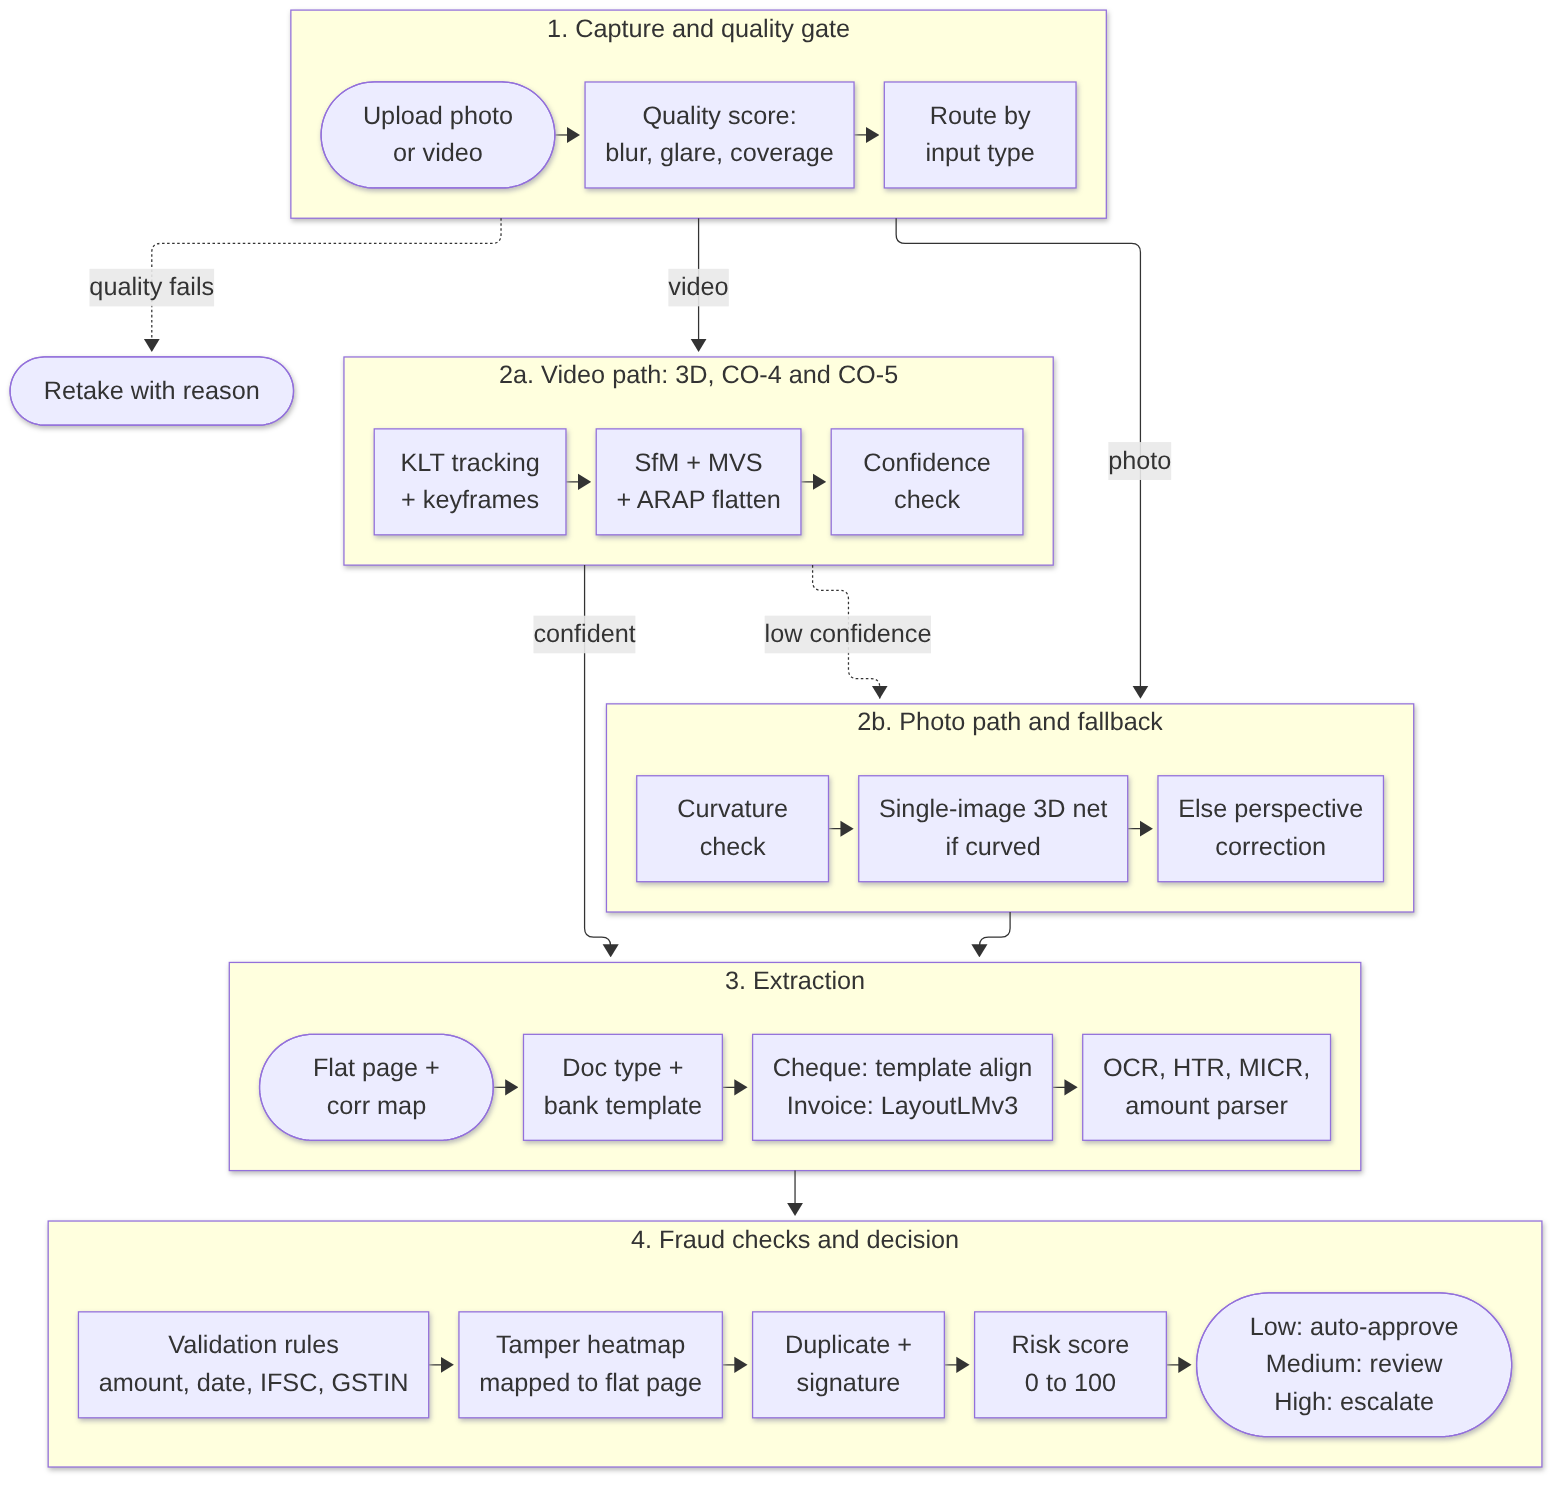 1. Capture and quality gate
Upload photo
or video
Quality score:
blur, glare, coverage
Route by
input type
quality fails
video
photo
Retake with reason
2a. Video path: 3D, CO-4 and CO-5
KLT tracking
+ keyframes
SfM + MVS
+ ARAP flatten
Confidence
check
confident
low confidence
2b. Photo path and fallback
Curvature
check
Single-image 3D net
if curved
Else perspective
correction
3. Extraction
Flat page +
corr map
Doc type +
bank template
Cheque: template align
Invoice: LayoutLMv3
OCR, HTR, MICR,
amount parser
4. Fraud checks and decision
Validation rules
amount, date, IFSC, GSTIN
Tamper heatmap
mapped to flat page
Duplicate +
signature
Risk score
0 to 100
Low: auto-approve
Medium: review
High: escalate